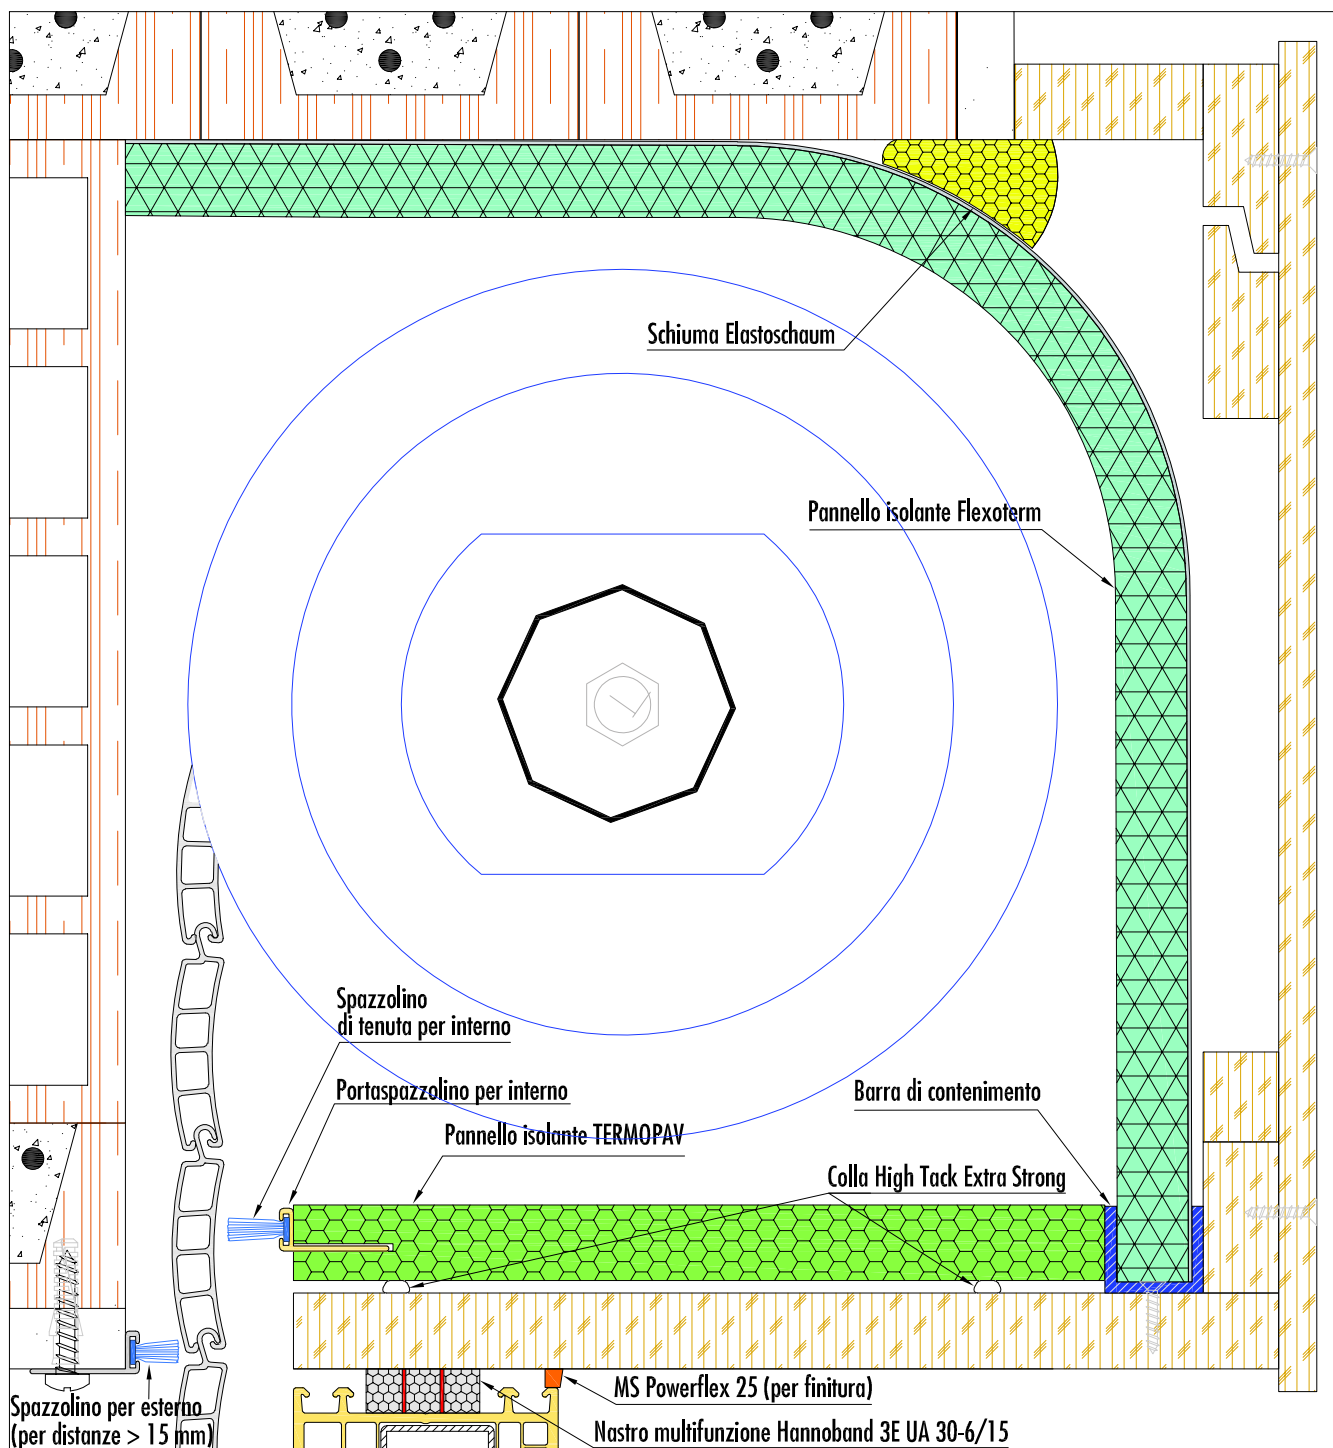 Schiuma Elastoschaum
Pannello isolante Flexoterm
Spazzolino
di tenuta per interno
Portaspazzolino per interno
Barra di contenimento
Pannello isolante TERMOPAV
Colla High Tack Extra Strong
MS Powerflex 25 (per finitura)
Spazzolino per esterno
(per distanze > 15 mm)
Nastro multifunzione Hannoband 3E UA 30-6/15